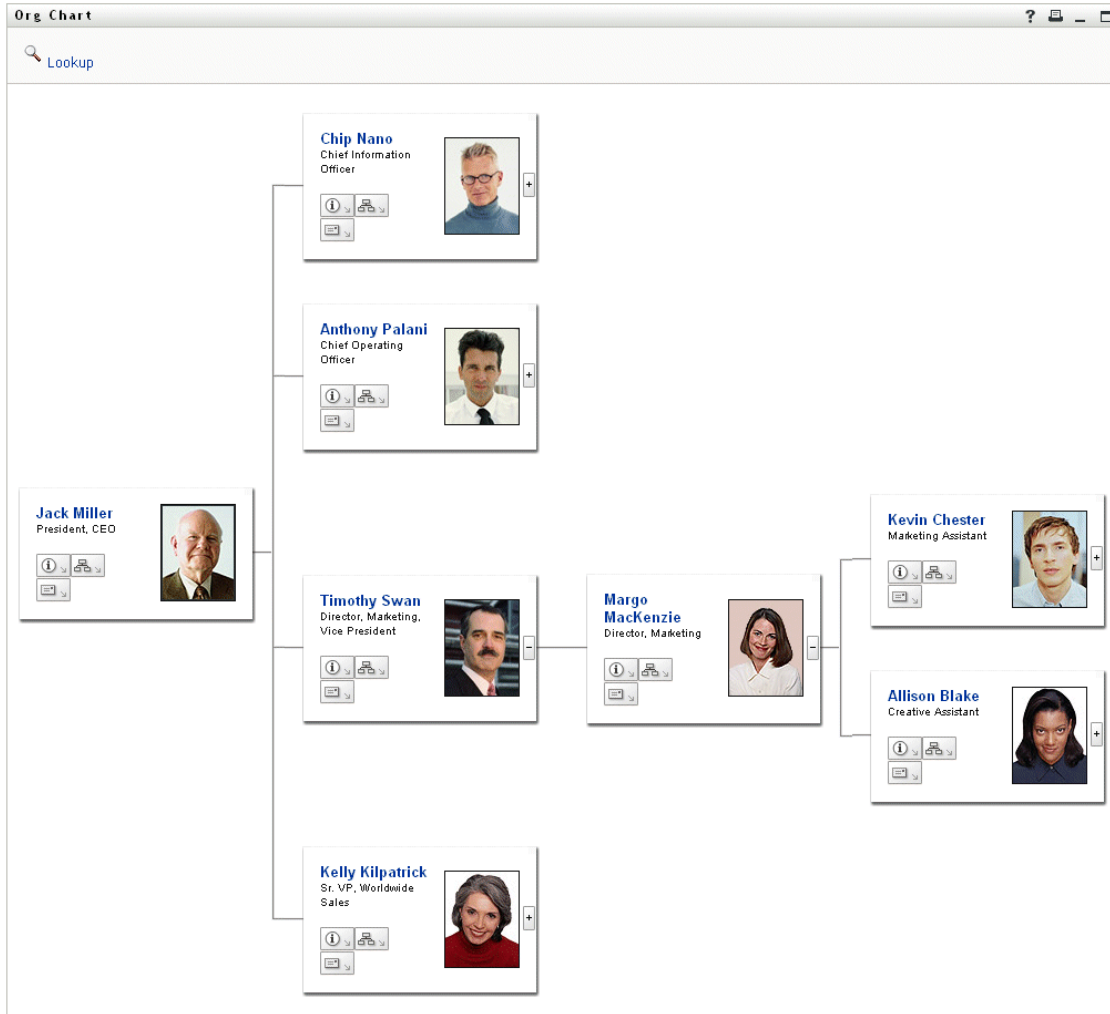 Org Chart
?
Lookup
Chip Nano
Chief Information
Officer
+
Anthony Palani
Chief Operating
Officer
+
Jack Miller
President, CEO
Timothy Swan
Director, Marketing,
Vice President
−
Margo
MacKenzie
Director, Marketing
−
Kevin Chester
Marketing Assistant
+
Allison Blake
Creative Assistant
+
Kelly Kilpatrick
Sr. VP, Worldwide
Sales
+